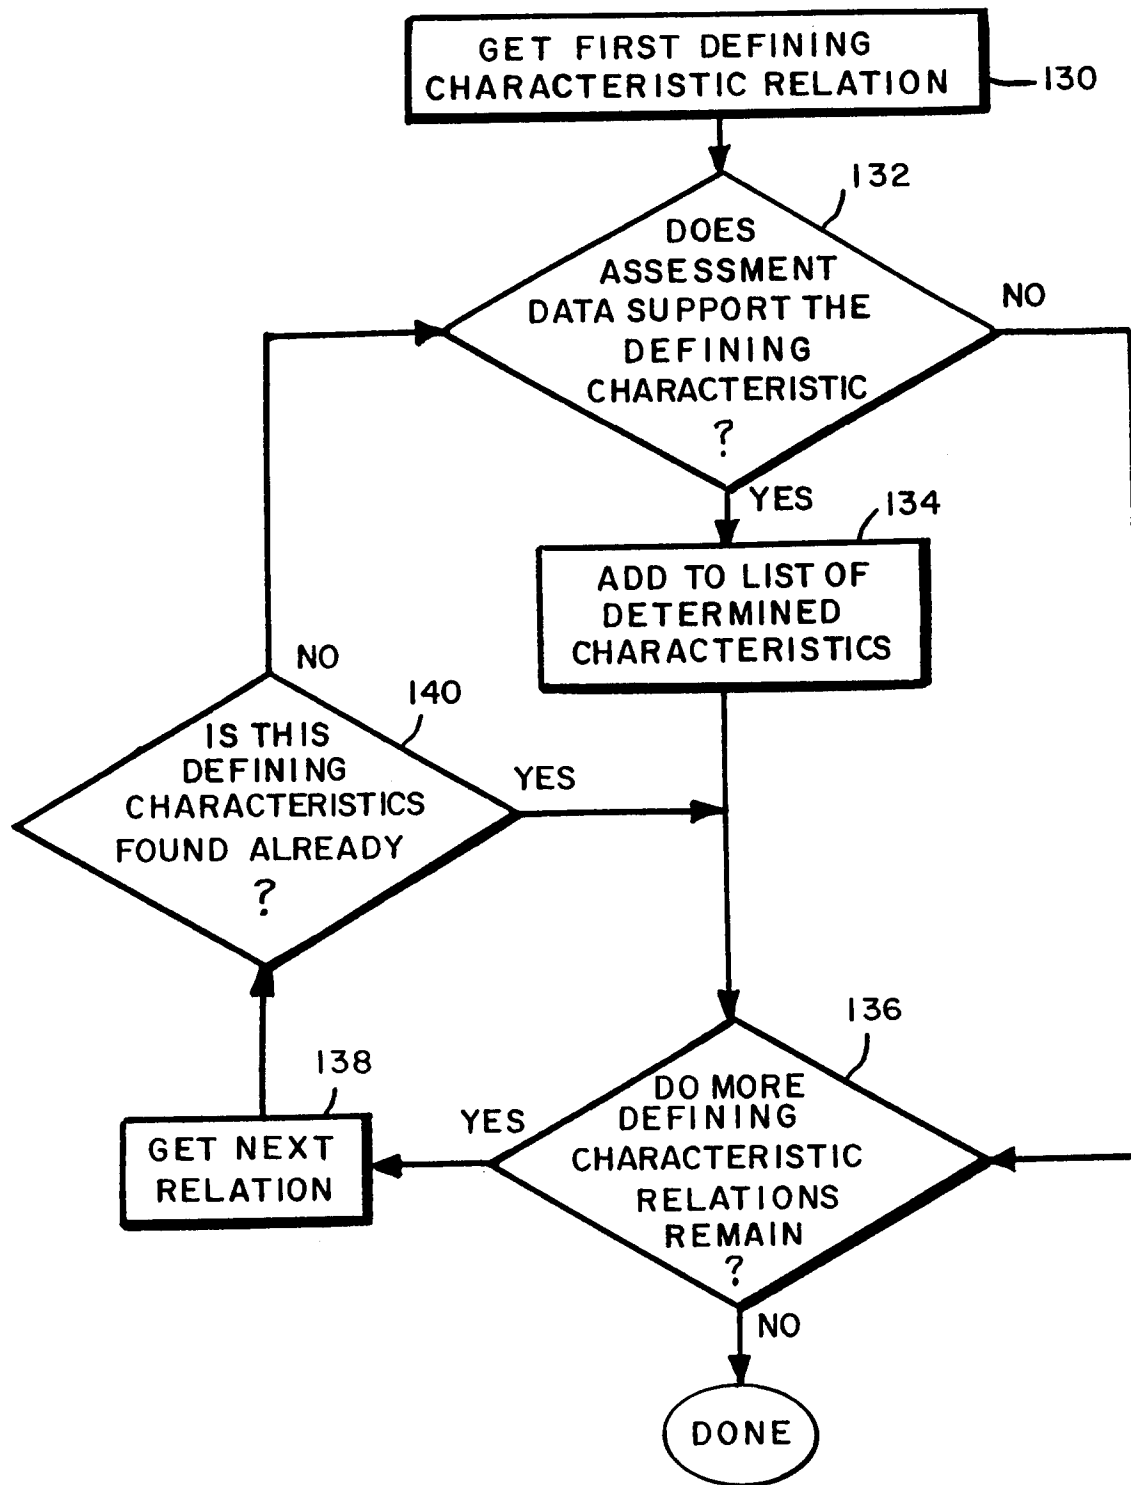 GET FIRST DEFINING
CHARACTERISTIC RELATION
130
132
DOES
ASSESSMENT
DATA SUPPORT THE
DEFINING
CHARACTERISTIC
?
NO
YES
134
ADD TO LIST OF
DETERMINED
CHARACTERISTICS
NO
140
IS THIS
DEFINING
CHARACTERISTICS
FOUND ALREADY
?
YES
136
DO MORE
DEFINING
CHARACTERISTIC
RELATIONS
REMAIN
?
YES
138
GET NEXT
RELATION
NO
DONE